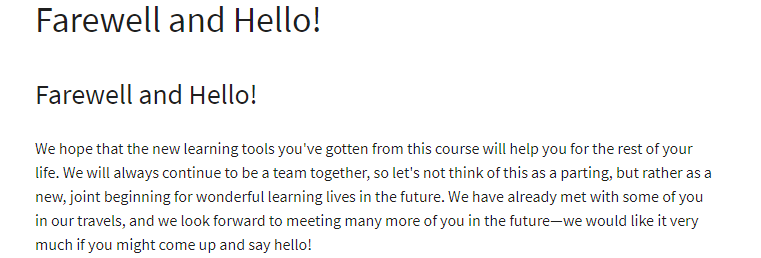 Farewell and Hello!
Farewell and Hello!
We hope that the new learning tools you've gotten from this course will help you for the rest of your
life. We will always continue to be a team together, so let's not think of this as a parting, but rather as a
new, joint beginning for wonderful learning lives in the future. We have already met with some of you
in our travels, and we look forward to meeting many more of you in the future—we would like it very
much if you might come up and say hello!